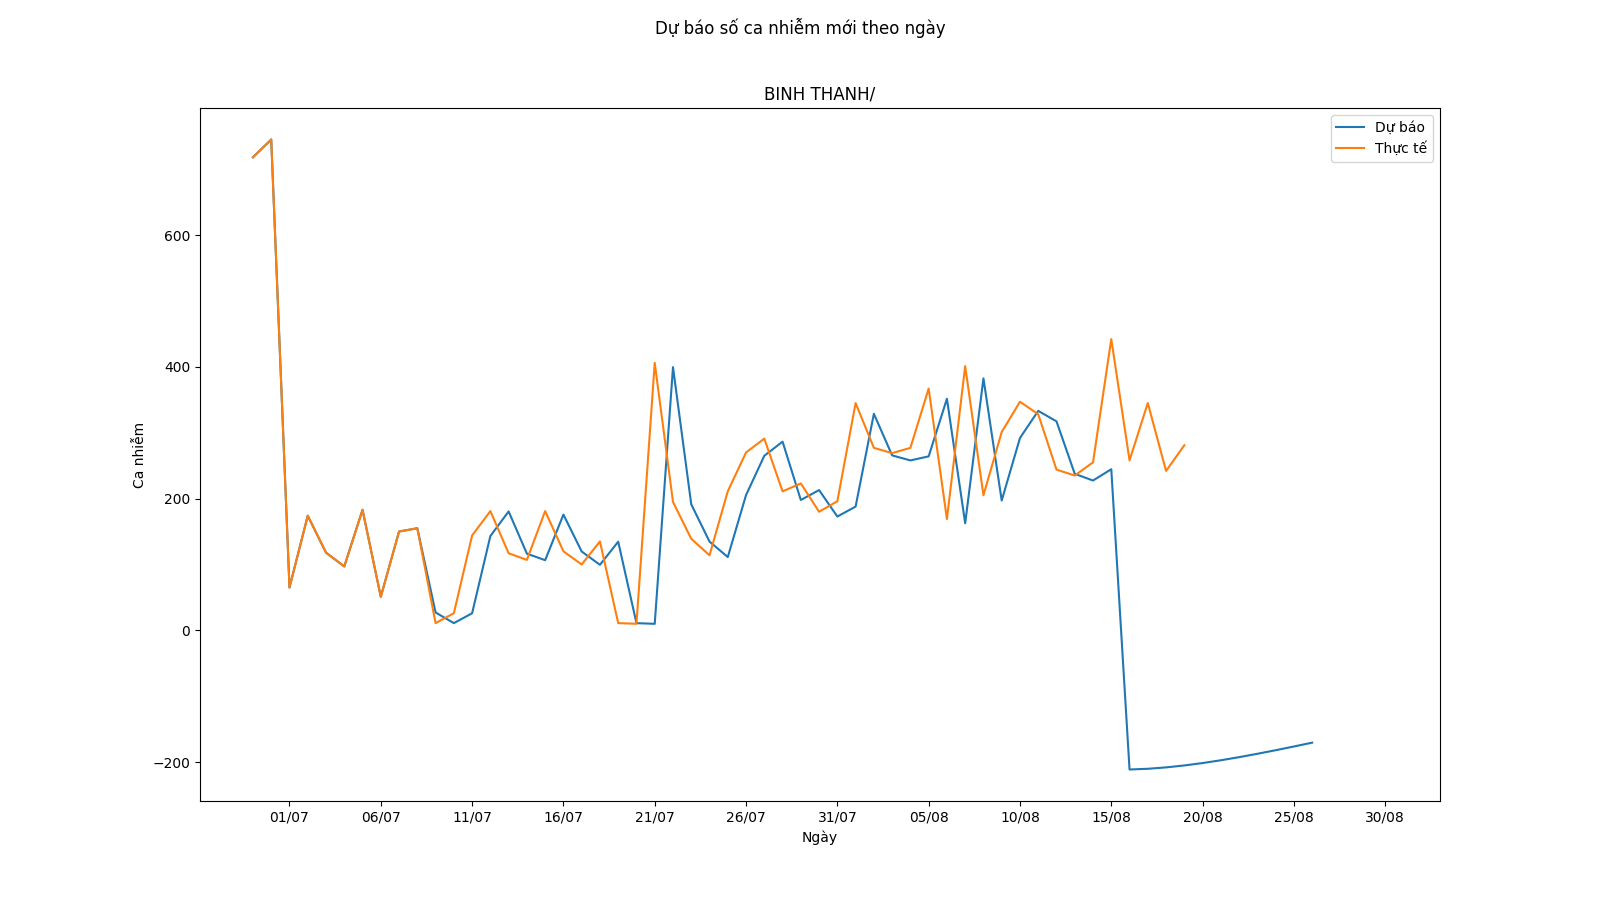 Dự báo số ca nhiễm mới theo ngày
BINH THANH/
Dự báo
Thực tế
Ca nhiễm
600
400
200
0
−200
01/07 06/07 11/07 16/07 21/07 26/07 31/07 05/08 10/08 15/08 20/08 25/08 30/08
Ngày